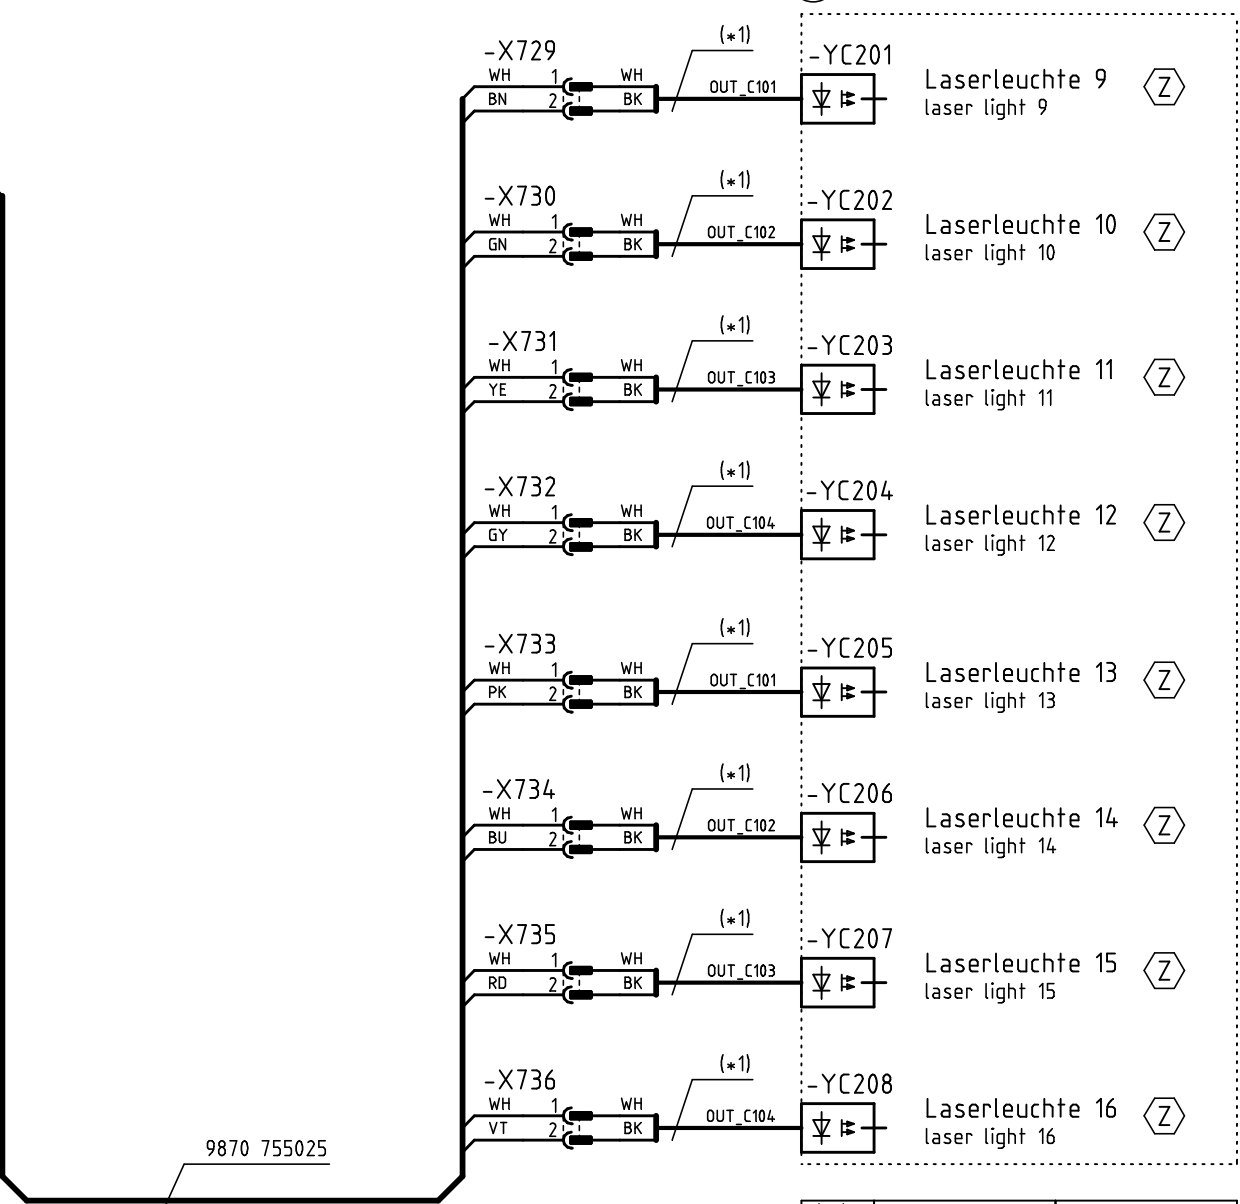 -X729
(*1)
-YC201
WH 1 WH
OUT_C101
Laserleuchte 9
Z
BN 2 BK
laser light 9
-X730
(*1)
-YC202
WH 1 WH
OUT_C102
Laserleuchte 10
Z
GN 2 BK
laser light 10
-X731
(*1)
-YC203
WH 1 WH
OUT_C103
Laserleuchte 11
Z
YE 2 BK
laser light 11
-X732
(*1)
-YC204
WH 1 WH
OUT_C104
Laserleuchte 12
Z
GY 2 BK
laser light 12
-X733
(*1)
-YC205
WH 1 WH
OUT_C101
Laserleuchte 13
Z
PK 2 BK
laser light 13
-X734
(*1)
-YC206
WH 1 WH
OUT_C102
Laserleuchte 14
Z
BU 2 BK
laser light 14
-X735
(*1)
-YC207
WH 1 WH
OUT_C103
Laserleuchte 15
Z
RD 2 BK
laser light 15
-X736
(*1)
-YC208
WH 1 WH
OUT_C104
Laserleuchte 16
Z
VT 2 BK
laser light 16
9870 755025